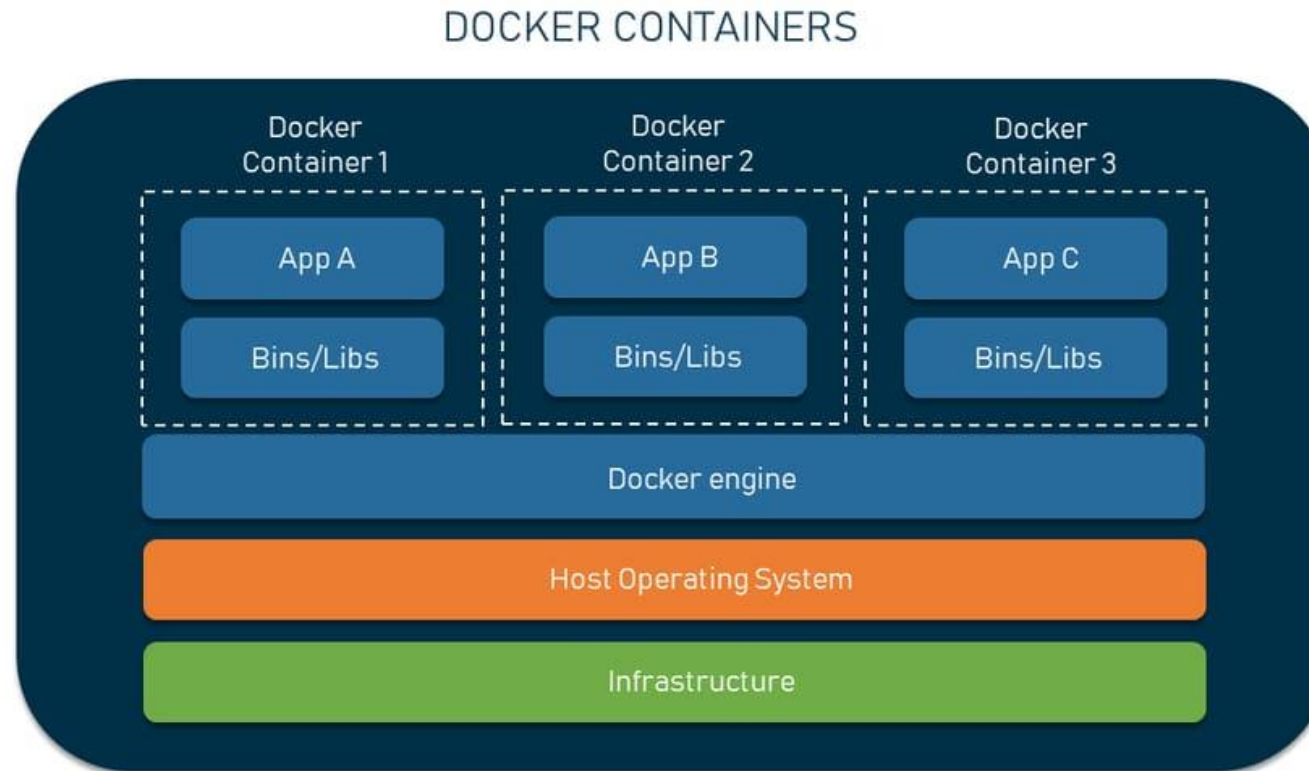 DOCKER CONTAINERS
Docker
Container 1
Docker
Container 2
Docker
Container 3
App A
App B
App C
Bins/Libs
Bins/Libs
Bins/Libs
Docker engine
Host Operating System
Infrastructure